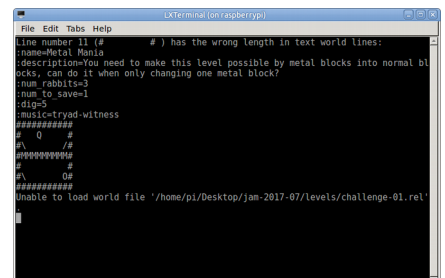 LXTerminal (on raspberrypi)
File Edit Tabs Help
Line number 11 (#         # ) has the wrong length in text world lines:
:name=Metal Mania
:description=You need to make this level possible by metal blocks into normal bl
ocks, can do it when only changing one metal block?
:num_rabbits=3
:num_to_save=1
:dig=5
:music=tryad-witness
###########
#   Q     #
#\       /#
#MMMMMMMMM#
#         #
#\       O#
###########
Unable to load world file '/home/pi/Desktop/jam-2017-07/levels/challenge-01.rel'
.